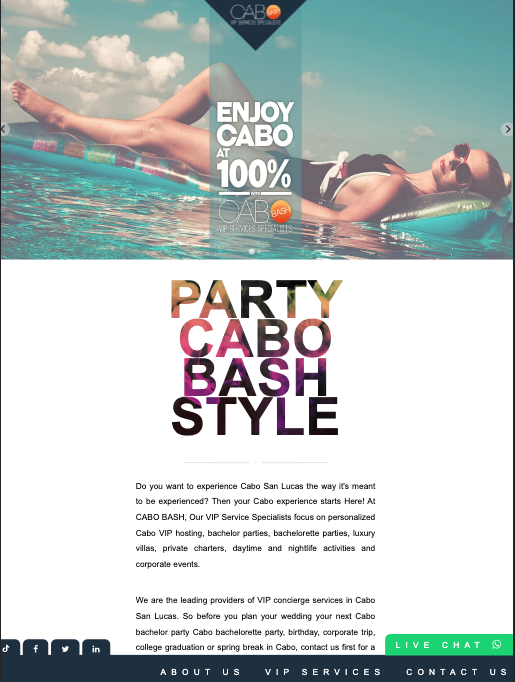 CABO
BASH
VIP SERVICES SPECIALISTS
ENJOY
CABO
AT
100%
WITH
CABO
BASH
VIP SERVICES SPECIALISTS
PARTY
CABO
BASH
STYLE
Do you want to experience Cabo San Lucas the way it's meant
to be experienced? Then your Cabo experience starts Here! At
CABO BASH, Our VIP Service Specialists focus on personalized
Cabo VIP hosting, bachelor parties, bachelorette parties, luxury
villas, private charters, daytime and nightlife activities and
corporate events.
We are the leading providers of VIP concierge services in Cabo
San Lucas. So before you plan your wedding your next Cabo
bachelor party Cabo bachelorette party, birthday, corporate trip,
college graduation or spring break in Cabo, contact us first for a
LIVE CHAT
ABOUT US VIP SERVICES CONTACT US